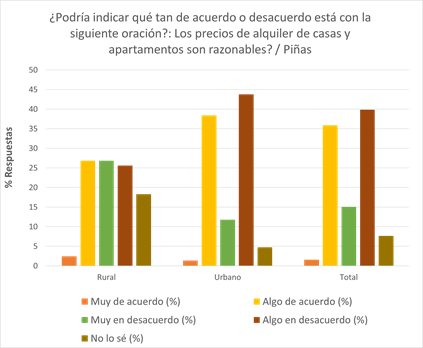 ¿Podría indicar qué tan de acuerdo o desacuerdo está con la
siguiente oración?: Los precios de alquiler de casas y
apartamentos son razonables? / Piñas
50
45
40
35
30
25
20
15
10
5
0
% Respuestas
Rural
Urbano
Total
Muy de acuerdo (%)
Algo de acuerdo (%)
Muy en desacuerdo (%)
Algo en desacuerdo (%)
No lo sé (%)